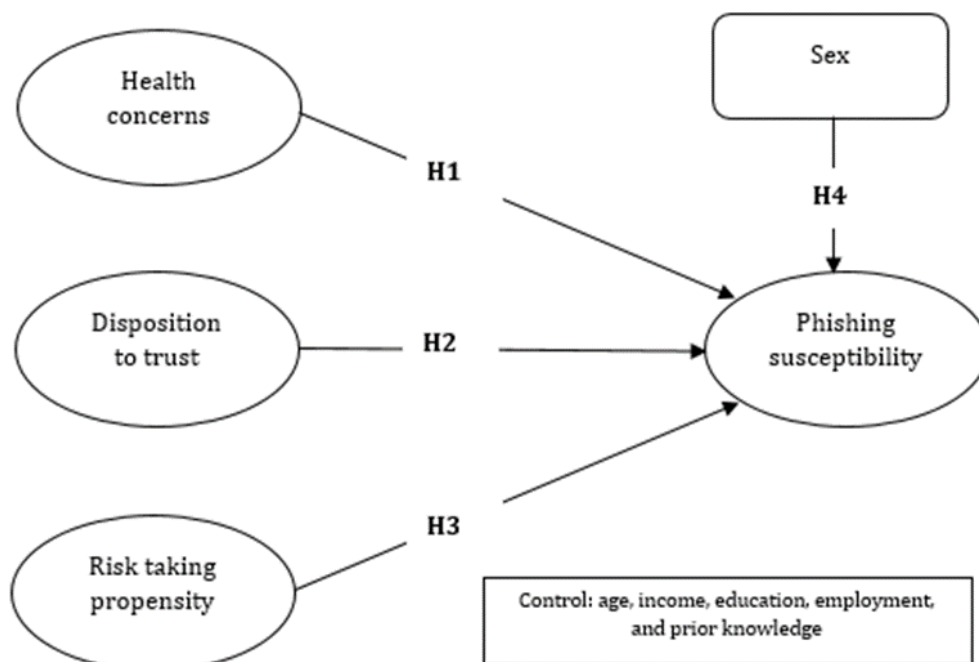 Health
concerns
Sex
H1
H4
Disposition
to trust
H2
Phishing
susceptibility
H3
Risk taking
propensity
Control: age, income, education, employment,
and prior knowledge